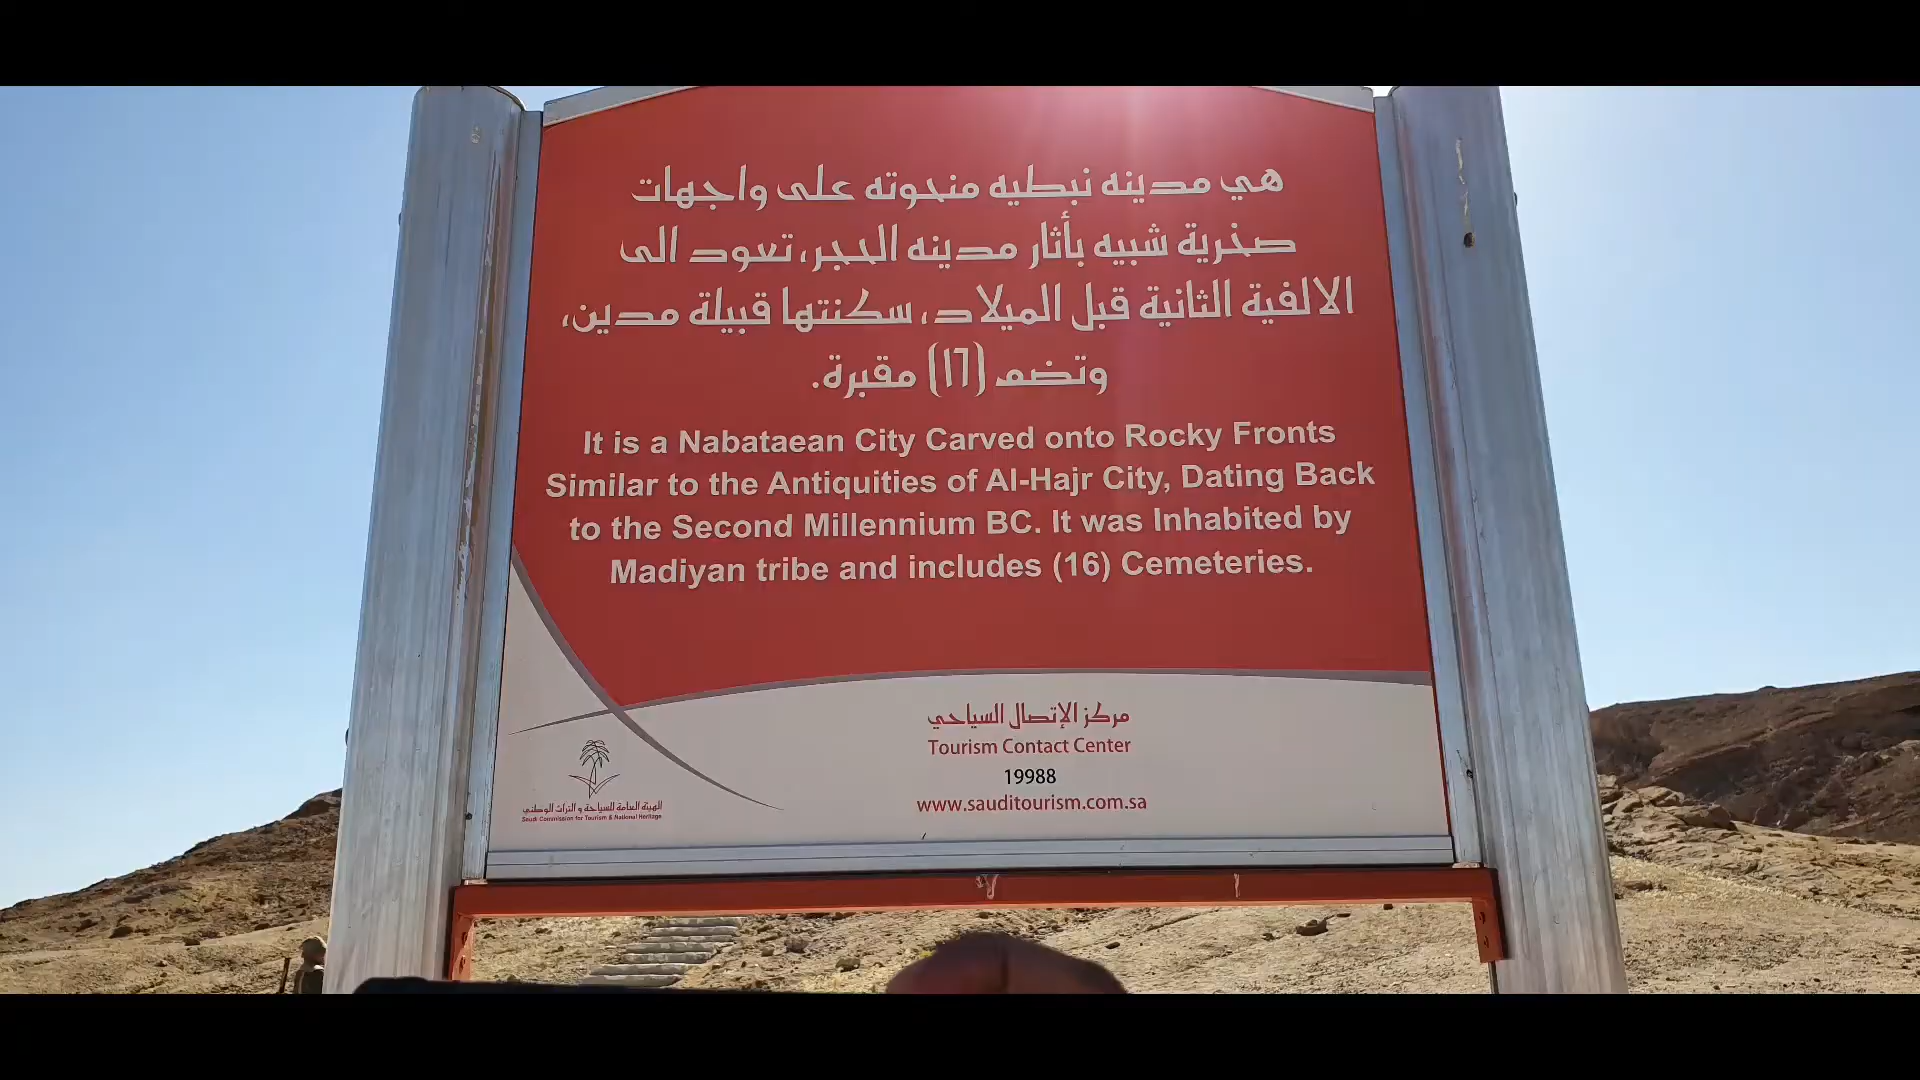 هي مدينه نبطيه منحوته على واجهات
صخرية شبيه بأثار مدينه الحجر، تعود الى
الالفية الثانية قبل الميلاد، سكنتها قبيلة مدين،
وتضم (١٦) مقبرة.
It is a Nabataean City Carved onto Rocky Fronts
Similar to the Antiquities of Al-Hajr City, Dating Back
to the Second Millennium BC. It was Inhabited by
Madiyan tribe and includes (16) Cemeteries.
مركز الإتصال السياحي
Tourism Contact Center
19988
www.sauditourism.com.sa
الهيئة العامة للسياحة و التراث الوطني
Saudi Commission for Tourism & National Heritage